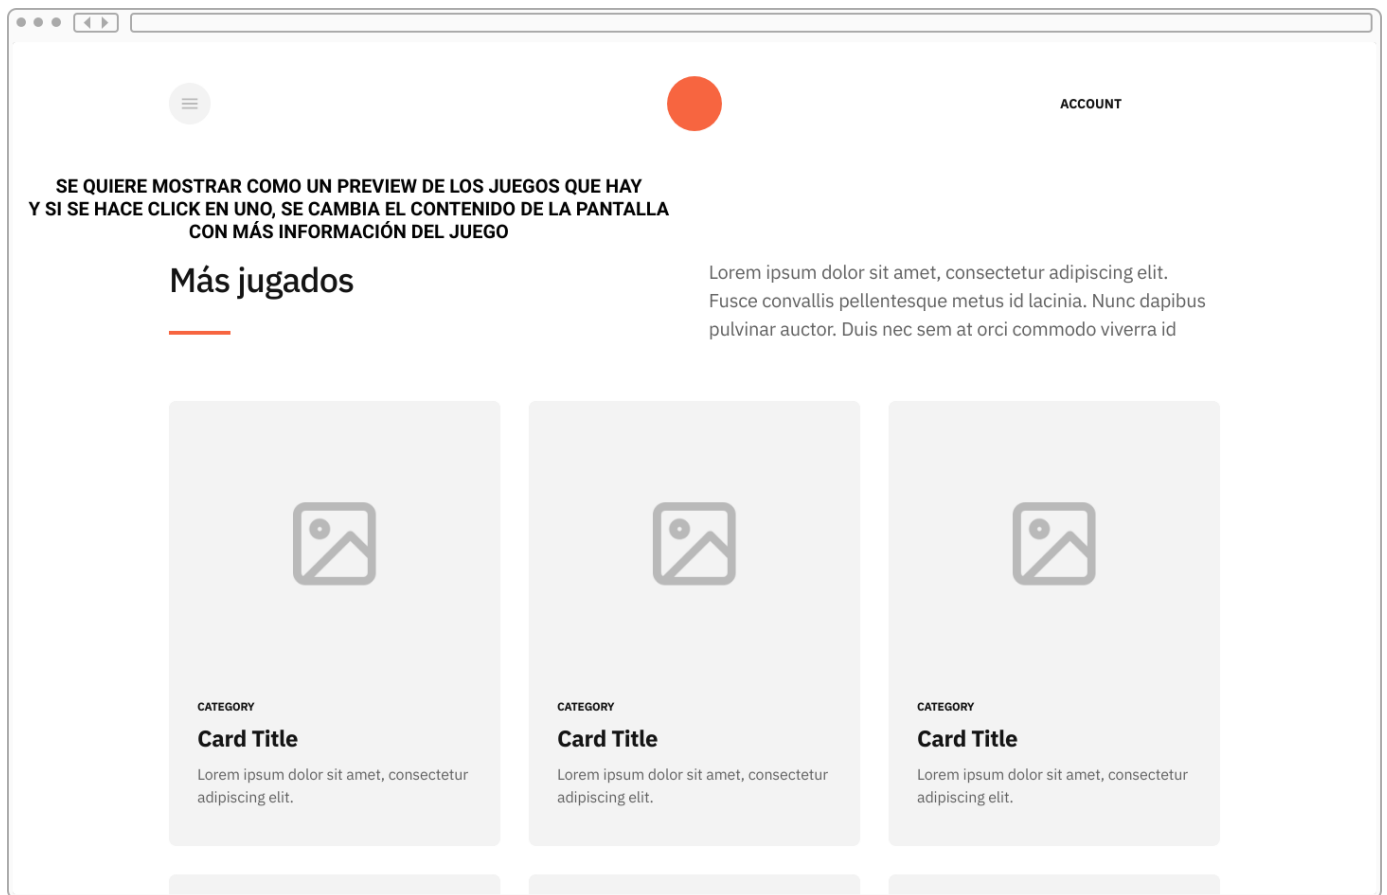 ACCOUNT
SE QUIERE MOSTRAR COMO UN PREVIEW DE LOS JUEGOS QUE HAY
Y SI SE HACE CLICK EN UNO, SE CAMBIA EL CONTENIDO DE LA PANTALLA
CON MÁS INFORMACIÓN DEL JUEGO
Más jugados
Lorem ipsum dolor sit amet, consectetur adipiscing elit.
Fusce convallis pellentesque metus id lacinia. Nunc dapibus
pulvinar auctor. Duis nec sem at orci commodo viverra id
CATEGORY
Card Title
Lorem ipsum dolor sit amet, consectetur
adipiscing elit.
CATEGORY
Card Title
Lorem ipsum dolor sit amet, consectetur
adipiscing elit.
CATEGORY
Card Title
Lorem ipsum dolor sit amet, consectetur
adipiscing elit.